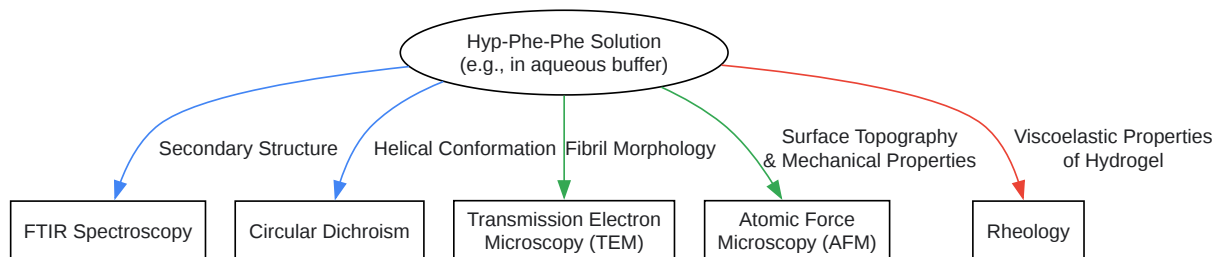 Hyp-Phe-Phe Solution
(e.g., in aqueous buffer)
Secondary Structure
Helical Conformation
Fibril Morphology
Surface Topography
& Mechanical Properties
Viscoelastic Properties
of Hydrogel
FTIR Spectroscopy
Circular Dichroism
Transmission Electron
Microscopy (TEM)
Atomic Force
Microscopy (AFM)
Rheology